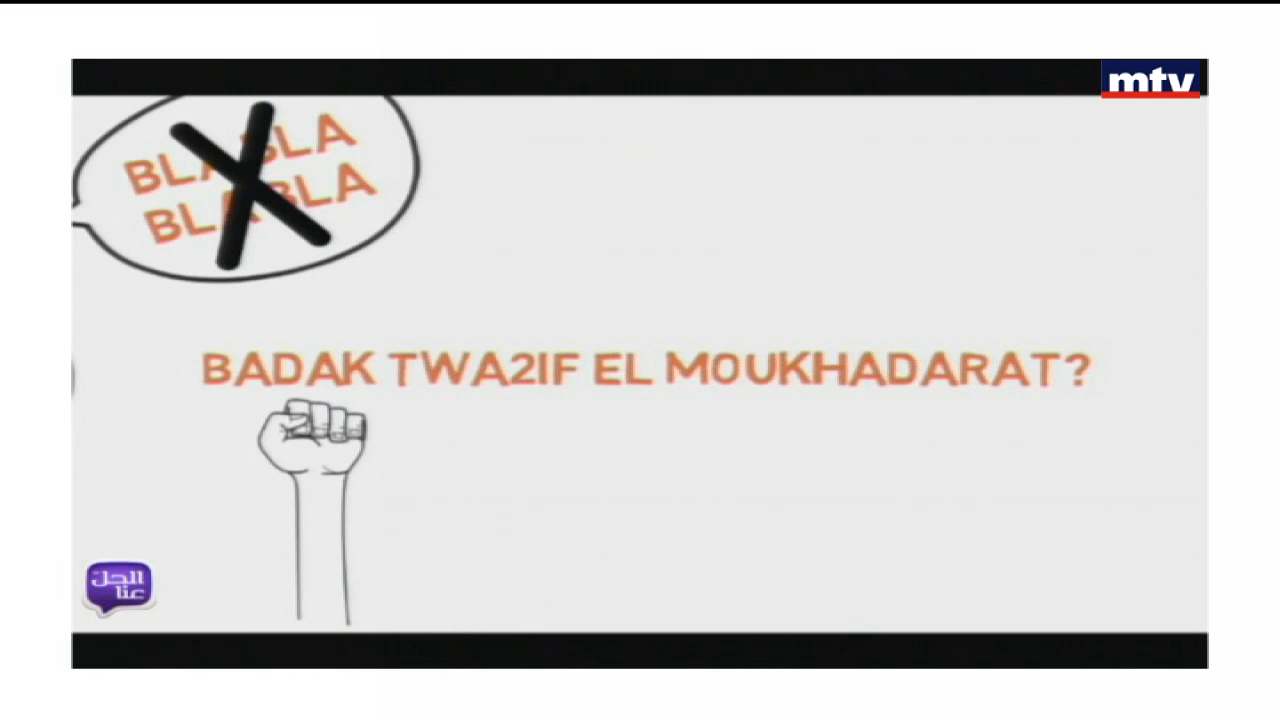 mtv
BLA BLA
BLA BLA
BADAK TWA2IF EL MOUKHADARAT?
الحل
عنا